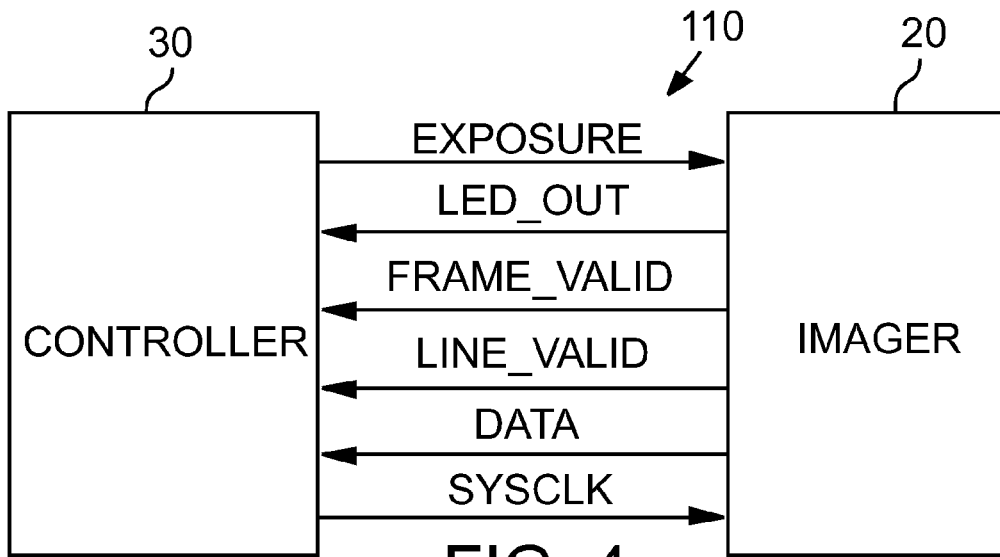 110
30
20
EXPOSURE
LED_OUT
FRAME_VALID
CONTROLLER
LINE_VALID
IMAGER
DATA
SYSCLK